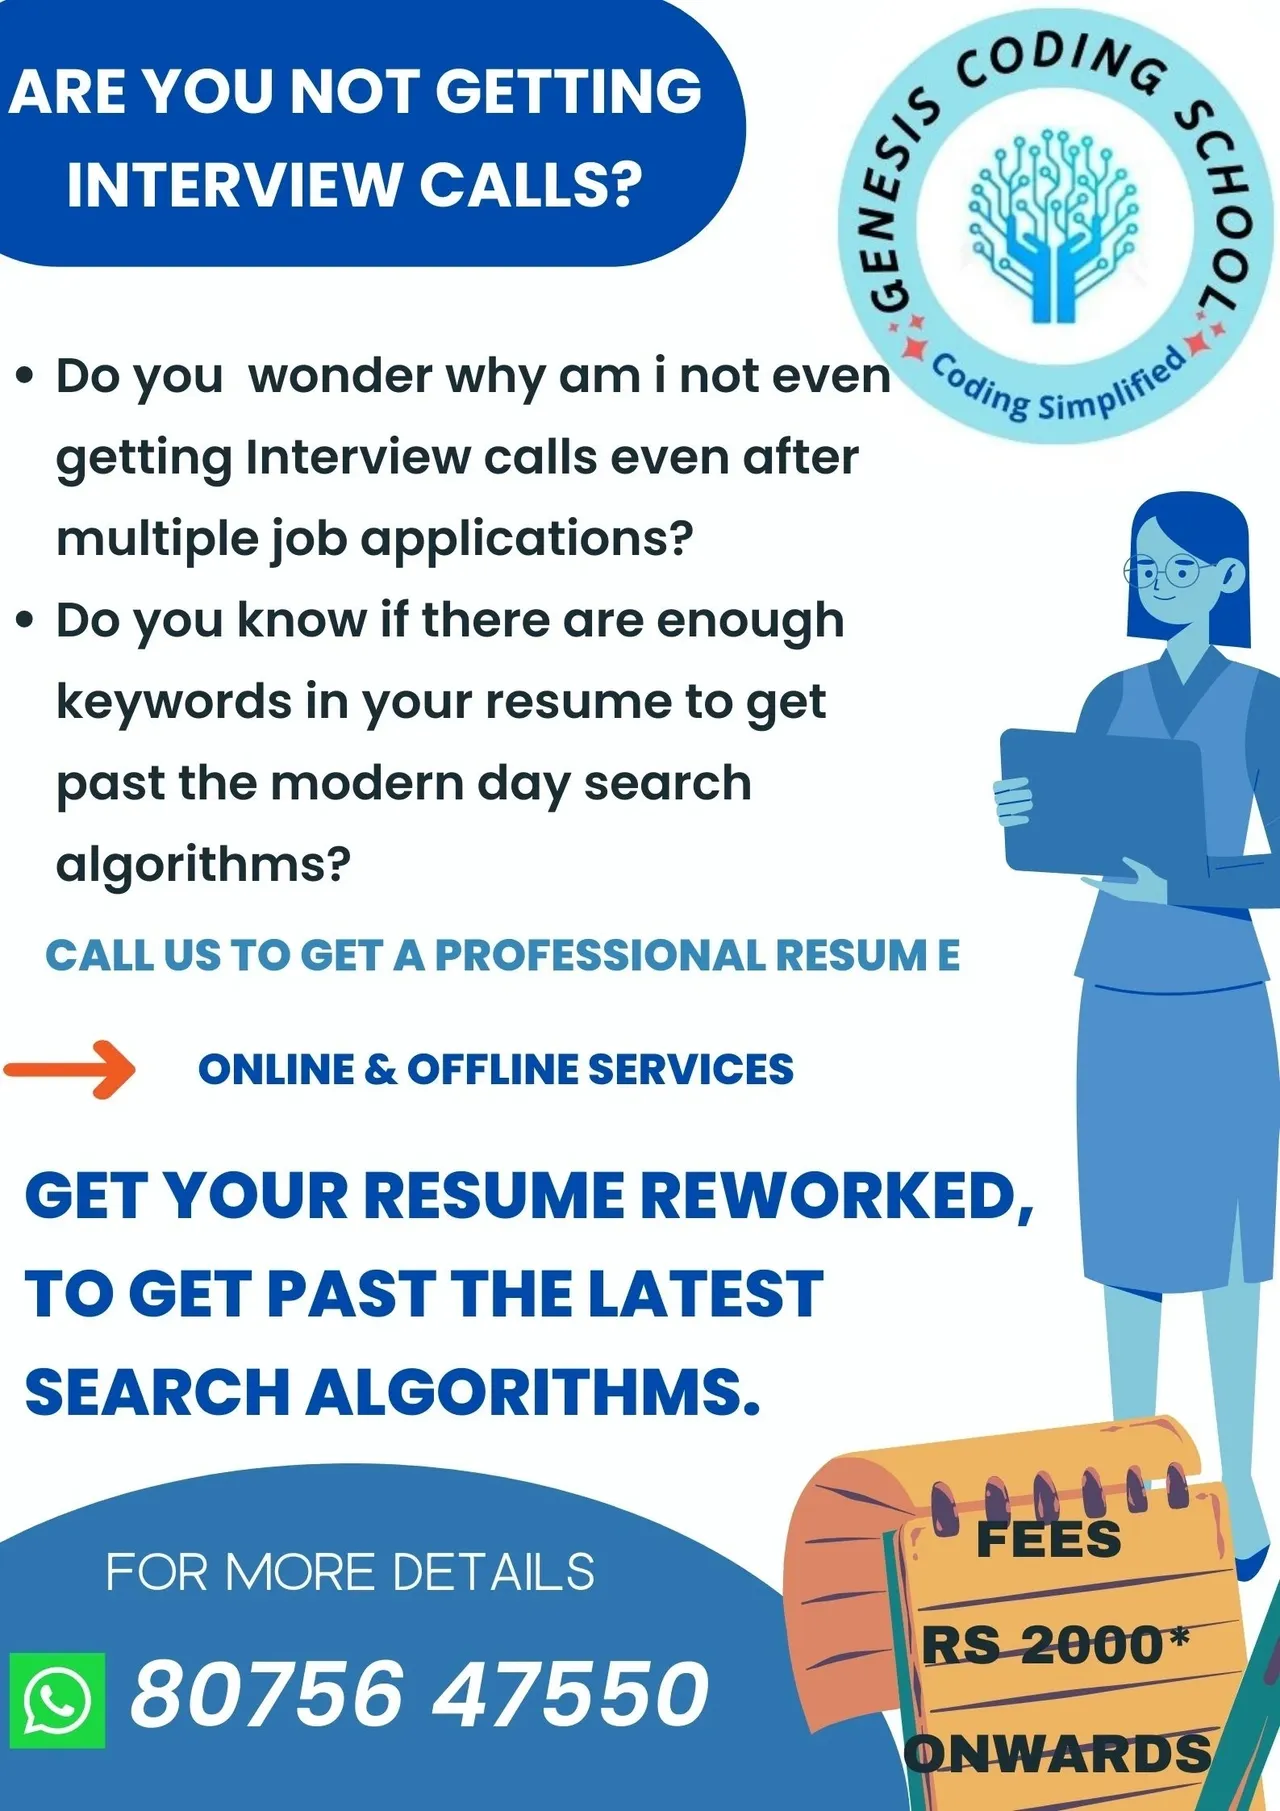 ARE YOU NOT GETTING
INTERVIEW CALLS?
GENESIS CODING SCHOOL
Coding Simplified
• Do you  wonder why am i not even
getting Interview calls even after
multiple job applications?
• Do you know if there are enough
keywords in your resume to get
past the modern day search
algorithms?
CALL US TO GET A PROFESSIONAL RESUM E
ONLINE & OFFLINE SERVICES
GET YOUR RESUME REWORKED,
TO GET PAST THE LATEST
SEARCH ALGORITHMS.
FOR MORE DETAILS
80756 47550
FEES
RS 2000*
ONWARDS